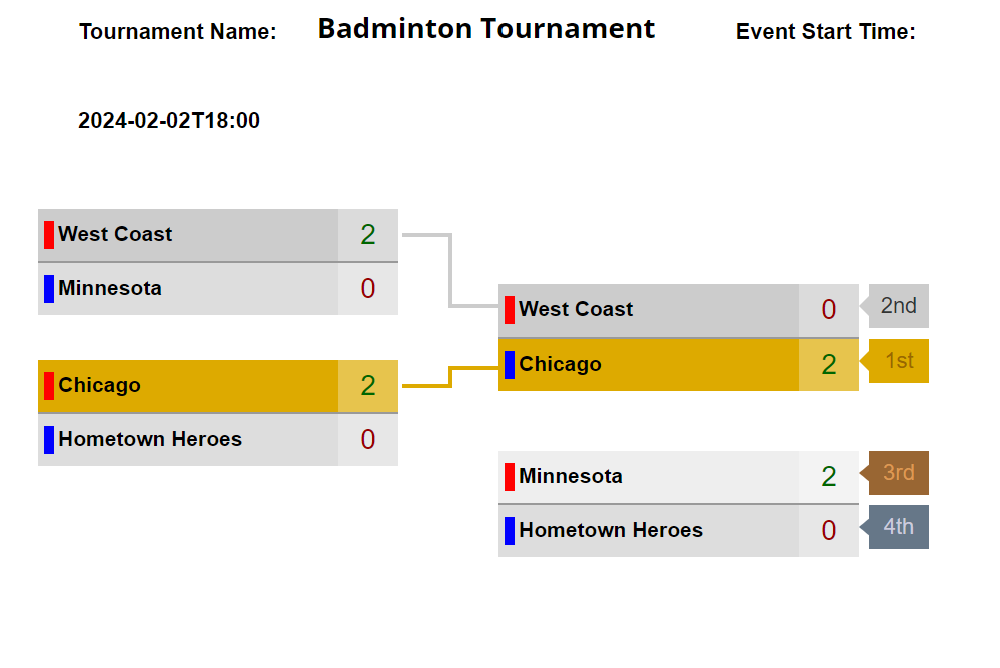 Tournament Name: Badminton Tournament Event Start Time:
2024-02-02T18:00
West Coast 2
Minnesota 0
Chicago 2
Hometown Heroes 0
West Coast 0 2nd
Chicago 2 1st
Minnesota 2 3rd
Hometown Heroes 0 4th